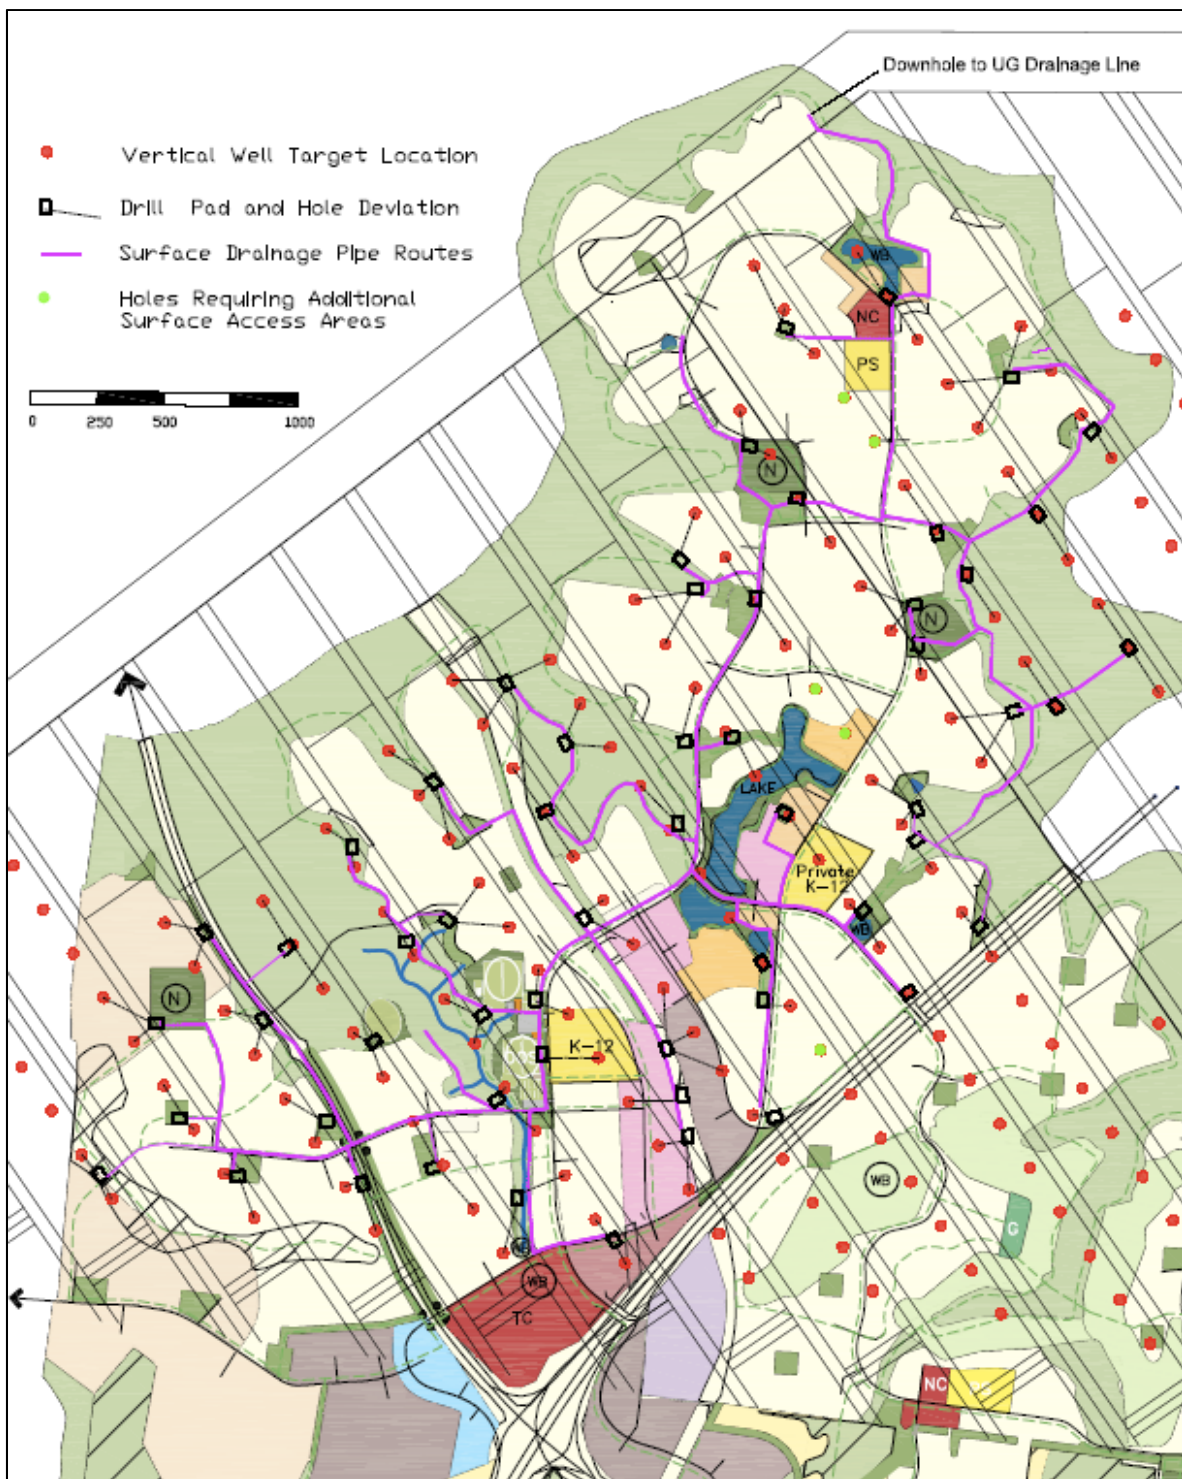 Downhole to UG Drainage Line
Vertical Well Target Location
Drill Pad and Hole Deviation
Surface Drainage Pipe Routes
Holes Requiring Additional
Surface Access Areas
0 250 500 1000
WB
NC
PS
N
N
LAKE
Private
K-12
WB
N
K-12
WB
G
WB
TC
NC